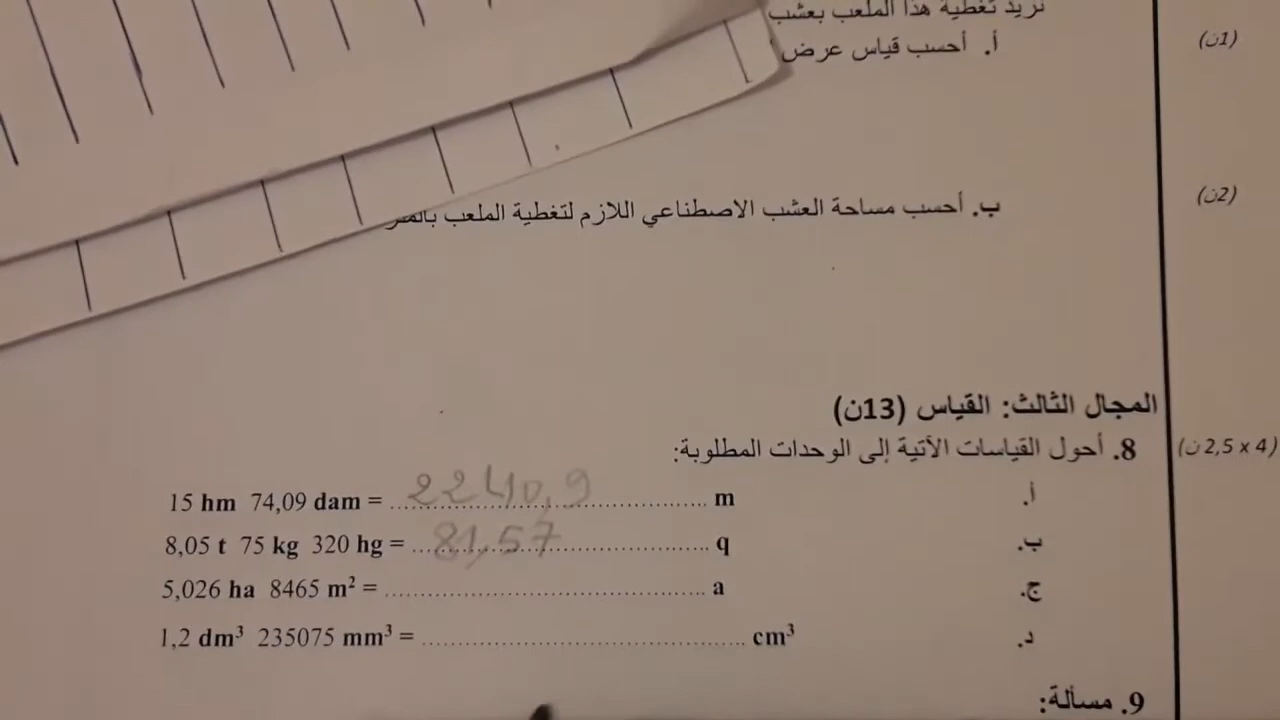 نريد تغطية هذا الملعب بعشب
(1ن)
أ. أحسب قياس عرض
(2ن)
ب. أحسب مساحة العشب الاصطناعي اللازم لتغطية الملعب
المجال الثالث: القياس (13ن)
(4 x 2,5 ن)
8. أحول القياسات الآتية إلى الوحدات المطلوبة:
أ. 15 hm 74,09 dam = 2240,9 m
ب. 8,05 t 75 kg 320 hg = 81,57 q
ج. 5,026 ha 8465 m² = ........ a
د. 1,2 dm³ 235075 mm³ = ........ cm³
9. مسألة: